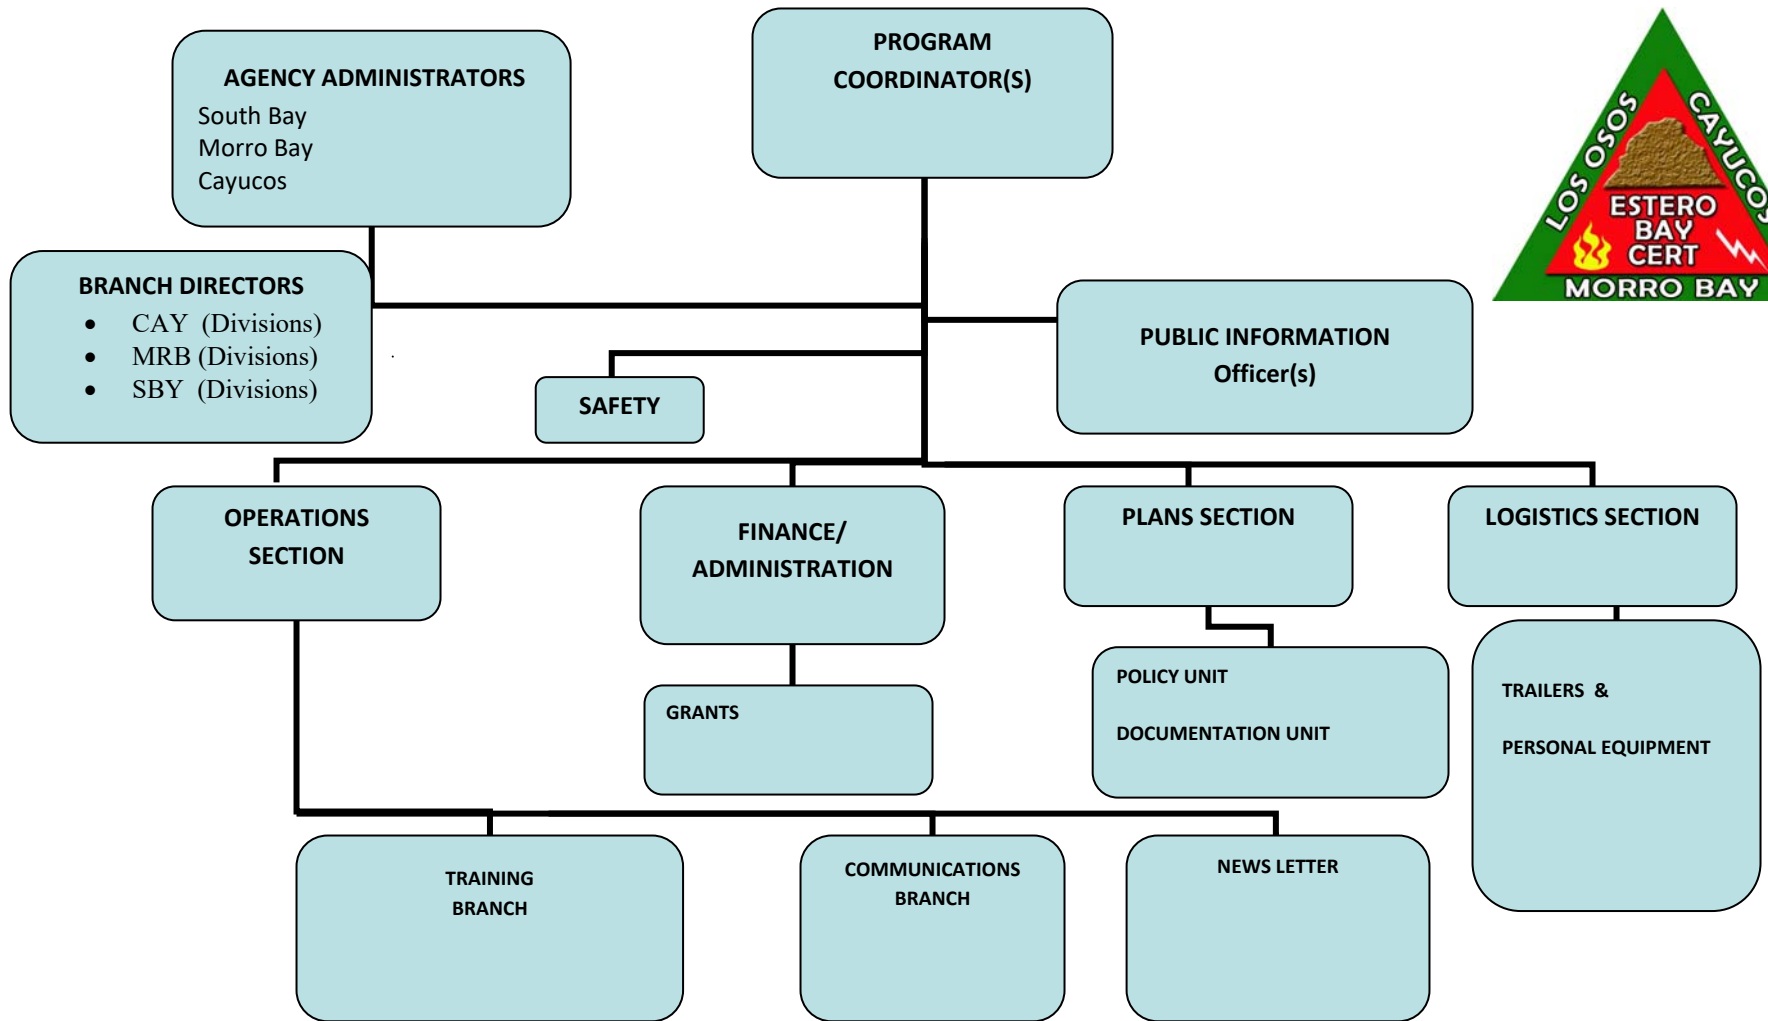 PROGRAM
COORDINATOR(S)
AGENCY ADMINISTRATORS
South Bay
Morro Bay
Cayucos
LOS OSOS
CAYUCOS
ESTERO
BAY
CERT
MORRO BAY
BRANCH DIRECTORS
• CAY (Divisions)
• MRB (Divisions)
• SBY (Divisions)
PUBLIC INFORMATION
Officer(s)
SAFETY
OPERATIONS
SECTION
FINANCE/
ADMINISTRATION
PLANS SECTION
LOGISTICS SECTION
GRANTS
POLICY UNIT
DOCUMENTATION UNIT
TRAILERS &
PERSONAL EQUIPMENT
TRAINING
BRANCH
COMMUNICATIONS
BRANCH
NEWS LETTER